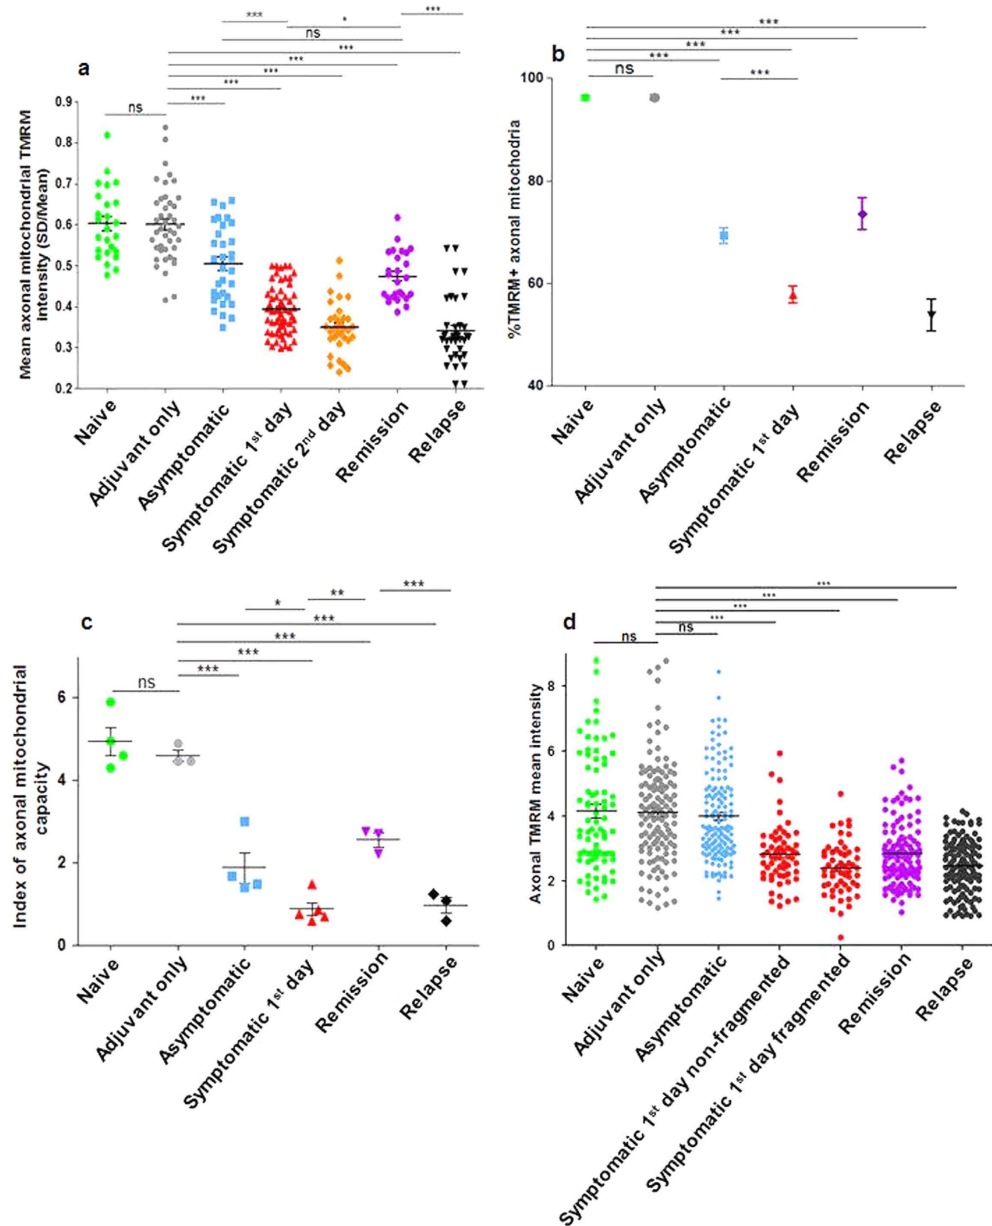 ***
*
***
ns
***
***
***
***
***
ns
a
0.9
0.8
0.7
0.6
0.5
0.4
0.3
0.2
Mean axonal mitochondrial TMRM
intensity (SD/Mean)
Naive
Adjuvant only
Asymptomatic
Symptomatic 1st day
Symptomatic 2nd day
Remission
Relapse
***
***
***
***
ns
***
b
100
80
60
40
%TMRM+ axonal mitochodria
Naive
Adjuvant only
Asymptomatic
Symptomatic 1st day
Remission
Relapse
***
**
*
***
***
***
***
ns
c
6
4
2
0
Index of axonal mitochondrial
capacity
Naive
Adjuvant only
Asymptomatic
Symptomatic 1st day
Remission
Relapse
***
***
***
***
ns
ns
d
8
6
4
2
0
Axonal TMRM mean intensity
Naive
Adjuvant only
Asymptomatic
Symptomatic 1st day non-fragmented
Symptomatic 1st day fragmented
Remission
Relapse